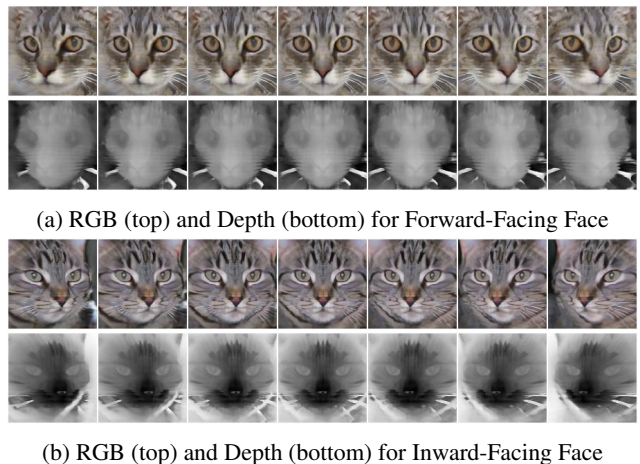 (a) RGB (top) and Depth (bottom) for Forward-Facing Face
(b) RGB (top) and Depth (bottom) for Inward-Facing Face